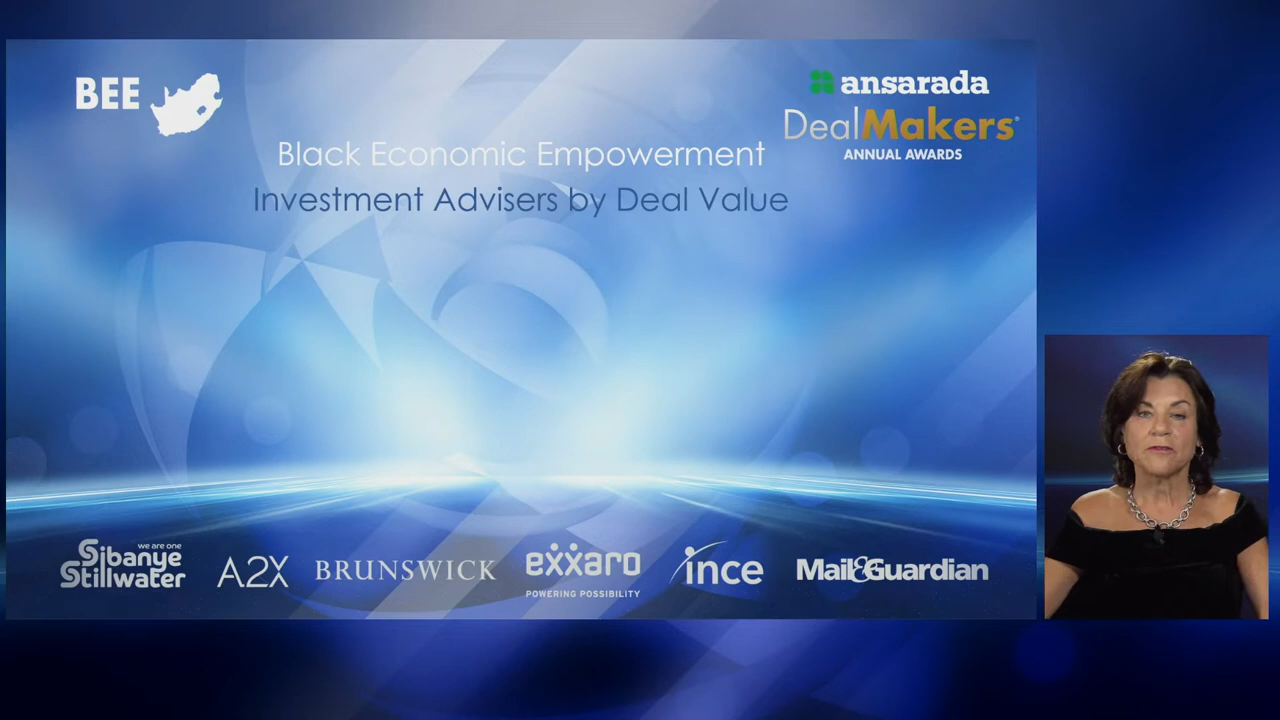 BEE
ansarada
DealMakers®
ANNUAL AWARDS
Black Economic Empowerment
Investment Advisers by Deal Value
we are one
Sibanye
Stillwater
A2X
BRUNSWICK
exxaro
POWERING POSSIBILITY
ince
Mail&Guardian